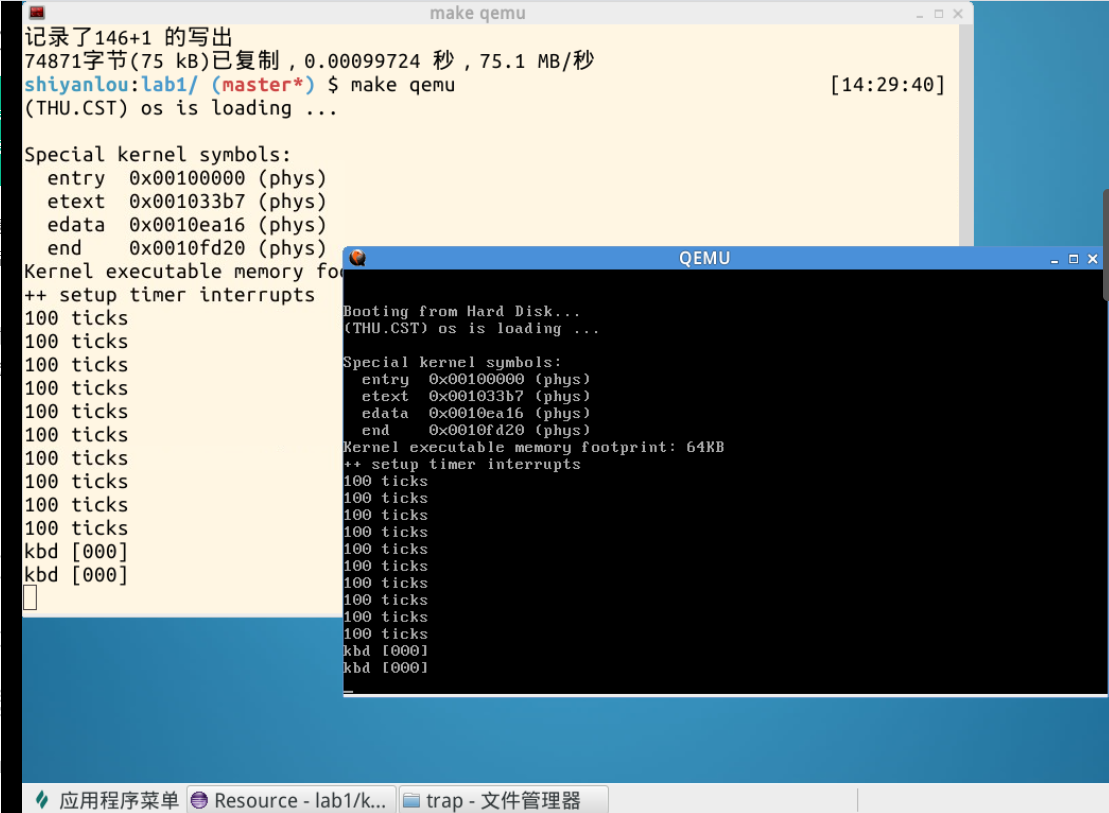 make qemu
记录了146+1 的写出
74871字节(75 kB)已复制，0.00099724 秒，75.1 MB/秒
shiyanlou:lab1/ (master*) $ make qemu [14:29:40]
(THU.CST) os is loading ...
Special kernel symbols:
entry 0x00100000 (phys)
etext 0x001033b7 (phys)
edata 0x0010ea16 (phys)
end 0x0010fd20 (phys)
Kernel executable memory foo
++ setup timer interrupts
100 ticks
100 ticks
100 ticks
100 ticks
100 ticks
100 ticks
100 ticks
100 ticks
100 ticks
100 ticks
kbd [000]
kbd [000]
QEMU
Booting from Hard Disk...
(THU.CST) os is loading ...
Special kernel symbols:
entry 0x00100000 (phys)
etext 0x001033b7 (phys)
edata 0x0010ea16 (phys)
end 0x0010fd20 (phys)
Kernel executable memory footprint: 64KB
++ setup timer interrupts
100 ticks
100 ticks
100 ticks
100 ticks
100 ticks
100 ticks
100 ticks
100 ticks
100 ticks
100 ticks
kbd [000]
kbd [000]
应用程序菜单
Resource - lab1/k...
trap - 文件管理器